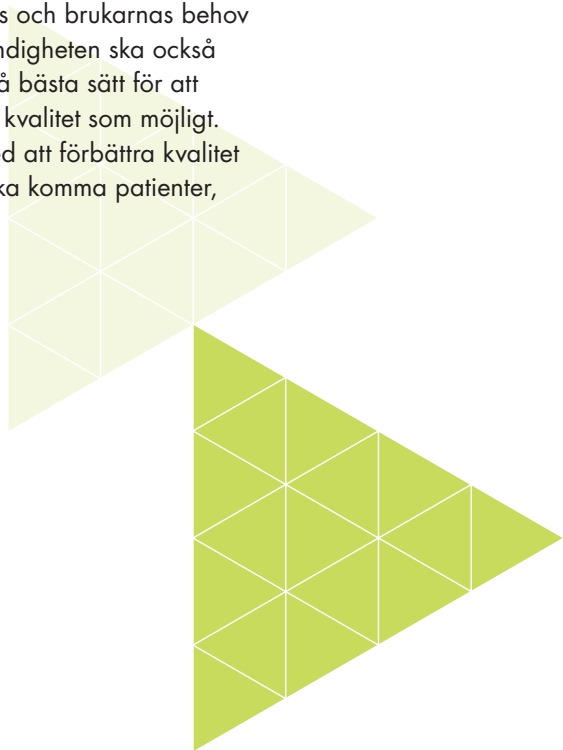 s och brukarnas behov
ndigheten ska också
å bästa sätt för att
kvalitet som möjligt.
d att förbättra kvalitet
ka komma patienter,